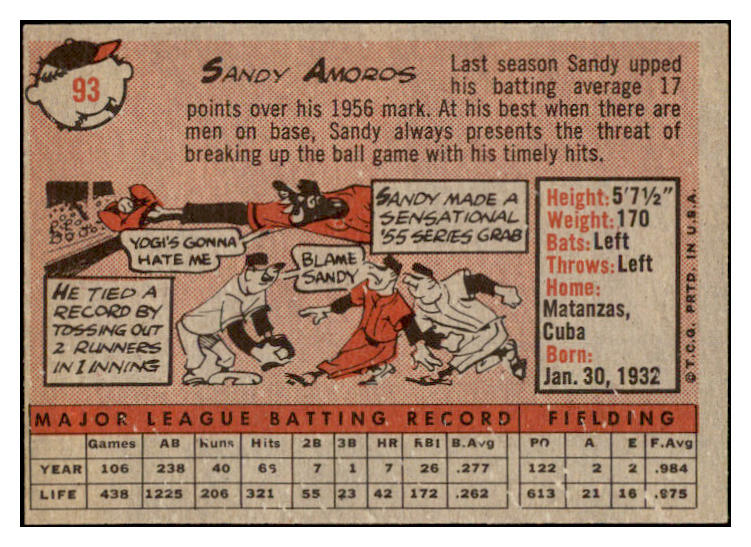 93
SANDY AMOROS
Last season Sandy upped
his batting average 17
points over his 1956 mark. At his best when there are
men on base, Sandy always presents the threat of
breaking up the ball game with his timely hits.
YOGI'S GONNA
HATE ME
SANDY MADE A
SENSATIONAL
'55 SERIES GRAB
HE TIED A
RECORD BY
TOSSING OUT
2 RUNNERS
IN 1 INNING
BLAME
SANDY
Height: 5'7½"
Weight: 170
Bats: Left
Throws: Left
Home:
Matanzas,
Cuba
Born:
Jan. 30, 1932
©T.C.G. PRTD. IN U.S.A.
MAJOR LEAGUE BATTING RECORD FIELDING
Games AB Runs Hits 2B 3B HR RBI B.Avg PO A E F.Avg
YEAR 106 238 40 66 7 1 7 26 .277 122 2 2 .984
LIFE 438 1225 206 321 55 23 42 172 .262 613 21 16 .975